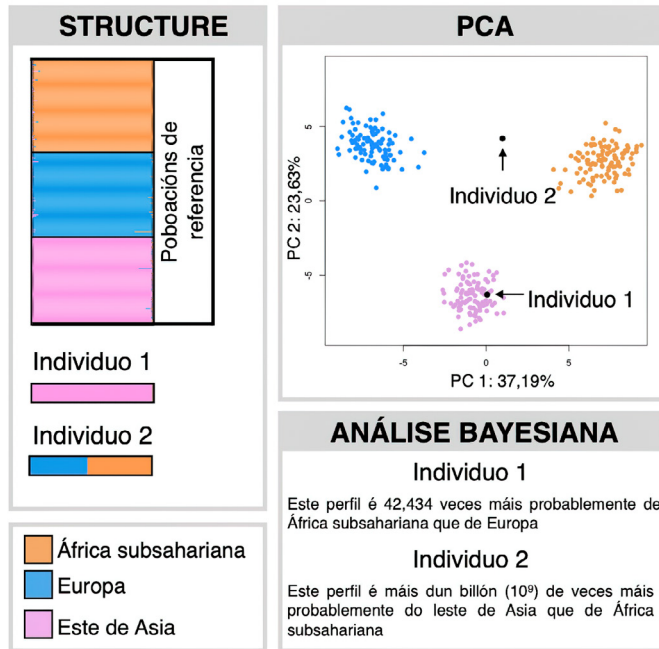 STRUCTURE
Poboacións de
referencia
Individuo 1
Individuo 2
África subsahariana
Europa
Este de Asia
PCA
PC 2: 23,63%
5
0
-5
Individuo 2
Individuo 1
-5
0
5
PC 1: 37,19%
ANÁLISE BAYESIANA
Individuo 1
Este perfil é 42,434 veces máis probablemente de
África subsahariana que de Europa
Individuo 2
Este perfil é máis dun billón (10⁹) de veces máis
probablemente do leste de Asia que de África
subsahariana